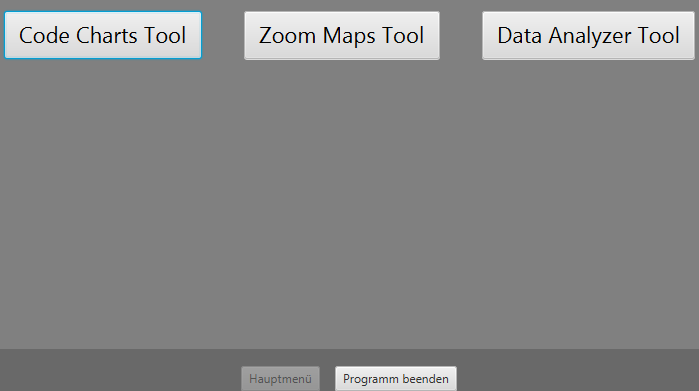 Code Charts Tool
Zoom Maps Tool
Data Analyzer Tool
Hauptmenü
Programm beenden